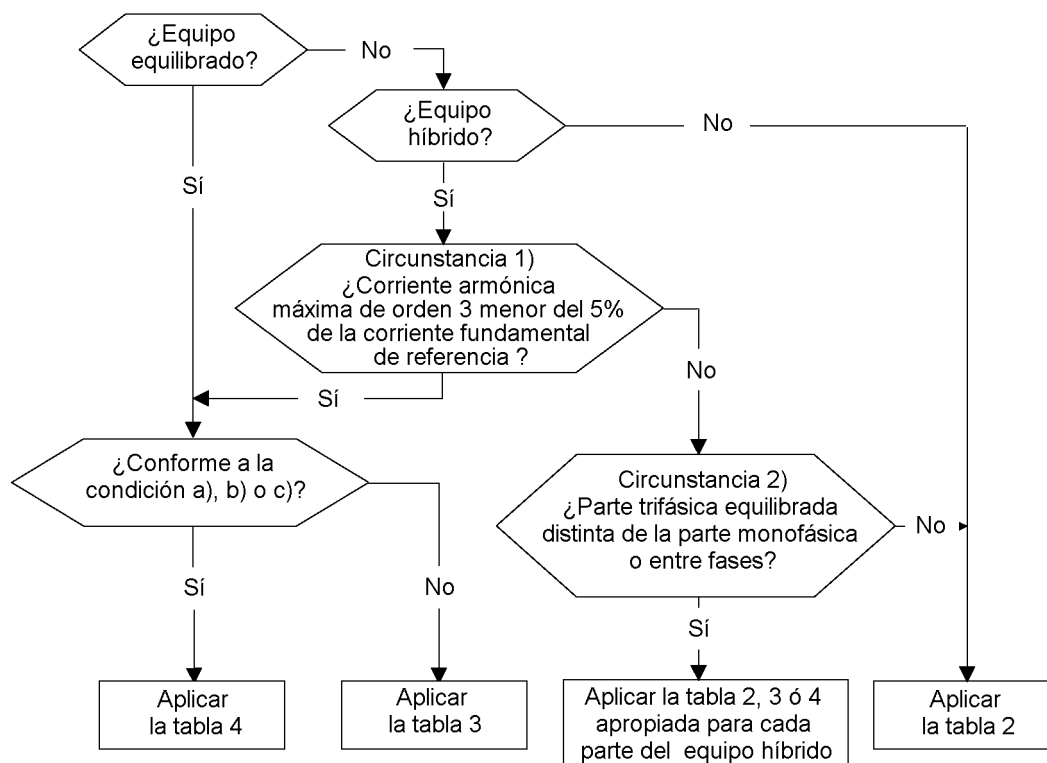 ¿Equipo
equilibrado?
No
¿Equipo
híbrido?
No
Sí
Sí
Circunstancia 1)
¿Corriente armónica
máxima de orden 3 menor del 5%
de la corriente fundamental
de referencia ?
No
Sí
¿Conforme a la
condición a), b) o c)?
Circunstancia 2)
¿Parte trifásica equilibrada
distinta de la parte monofásica
o entre fases?
No
Sí
No
Sí
Aplicar
la tabla 4
Aplicar
la tabla 3
Aplicar la tabla 2, 3 ó 4
apropiada para cada
parte del equipo híbrido
Aplicar
la tabla 2